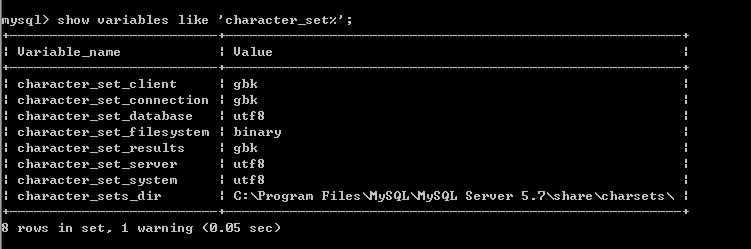 mysql> show variables like 'character_set%';
+--------------------------+---------------------------------------------------------+
| Variable_name            | Value                                                   |
+--------------------------+---------------------------------------------------------+
| character_set_client     | gbk                                                     |
| character_set_connection | gbk                                                     |
| character_set_database   | utf8                                                    |
| character_set_filesystem | binary                                                  |
| character_set_results    | gbk                                                     |
| character_set_server     | utf8                                                    |
| character_set_system     | utf8                                                    |
| character_sets_dir       | C:\Program Files\MySQL\MySQL Server 5.7\share\charsets\ |
+--------------------------+---------------------------------------------------------+
8 rows in set, 1 warning (0.05 sec)